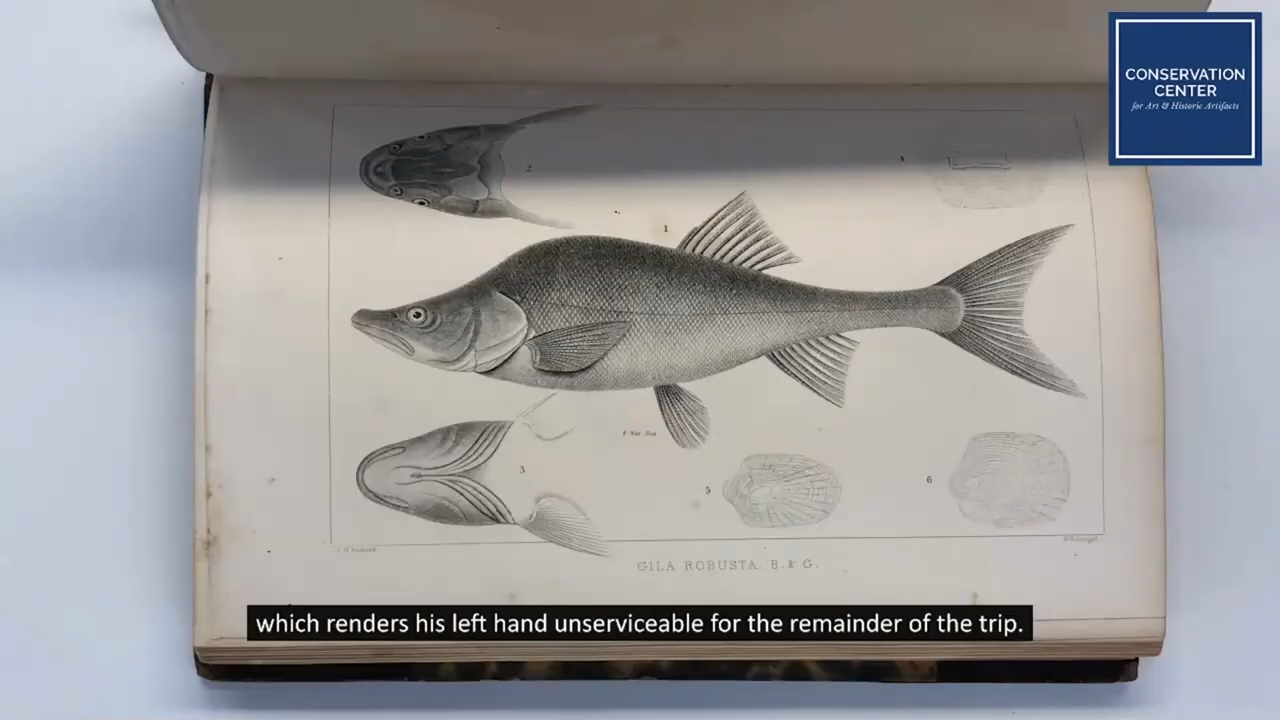 CONSERVATION
CENTER
for Art & Historic Artifacts
2
4
1
3
5
6
GILA ROBUSTA. B. & G.
which renders his left hand unserviceable for the remainder of the trip.